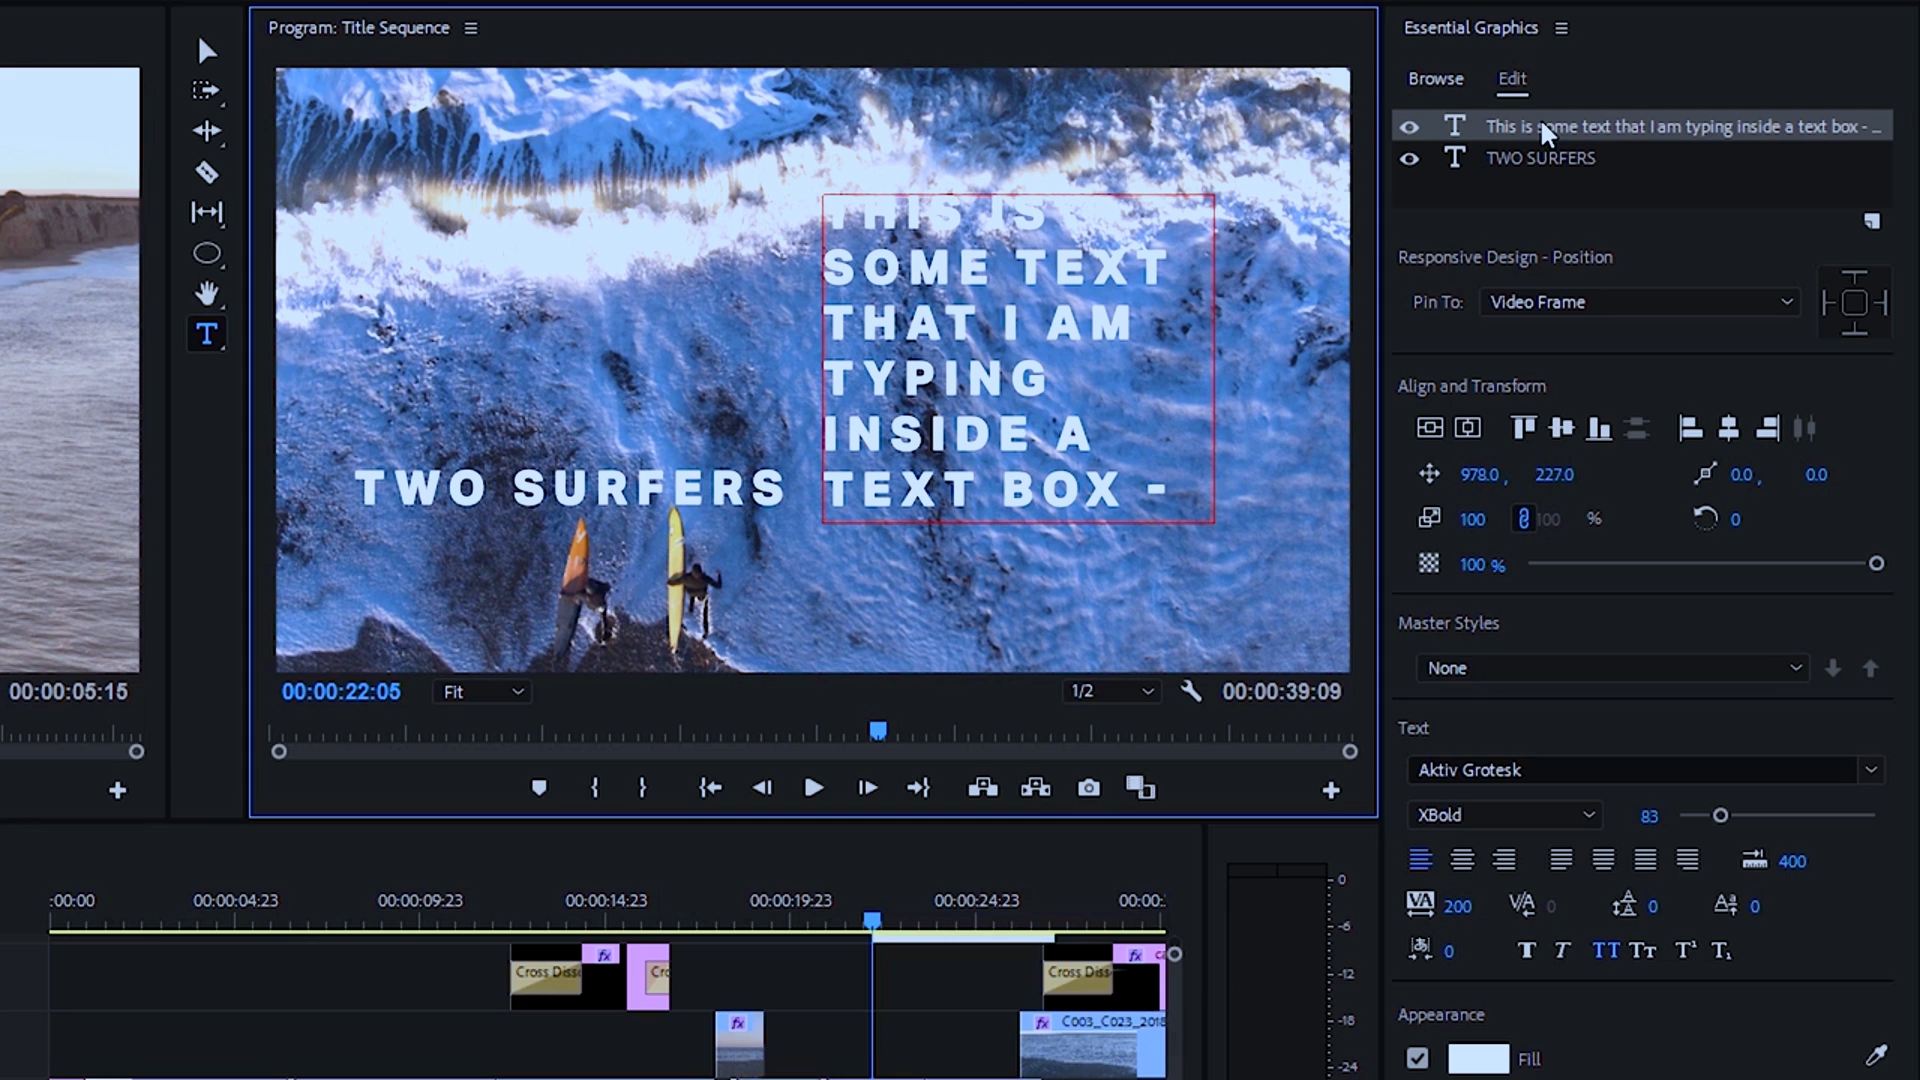 Program: Title Sequence
Essential Graphics
Browse
Edit
This is some text that I am typing inside a text box - ...
TWO SURFERS
THIS IS
SOME TEXT
THAT I AM
TYPING
INSIDE A
TEXT BOX -
TWO SURFERS
Responsive Design - Position
Pin To:
Video Frame
Align and Transform
978.0 ,
227.0
0.0 ,
0.0
100
100
%
0
100 %
Master Styles
None
00:00:05:15
00:00:22:05
Fit
1/2
00:00:39:09
Text
Aktiv Grotesk
XBold
83
400
200
0
0
0
0
Appearance
Fill
:00:00
00:00:04:23
00:00:09:23
00:00:14:23
00:00:19:23
00:00:24:23
00:00:
Cross Diss
fx
Cro
Cross Diss
fx
fx
fx
C003_C023_2018
0
-6
-12
-18
-24